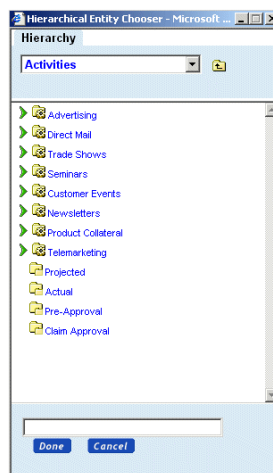 Hierarchical Entity Chooser - Microsoft ...
Hierarchy
Activities
Advertising
Direct Mail
Trade Shows
Seminars
Customer Events
Newsletters
Product Collateral
Telemarketing
Projected
Actual
Pre-Approval
Claim Approval
Done Cancel